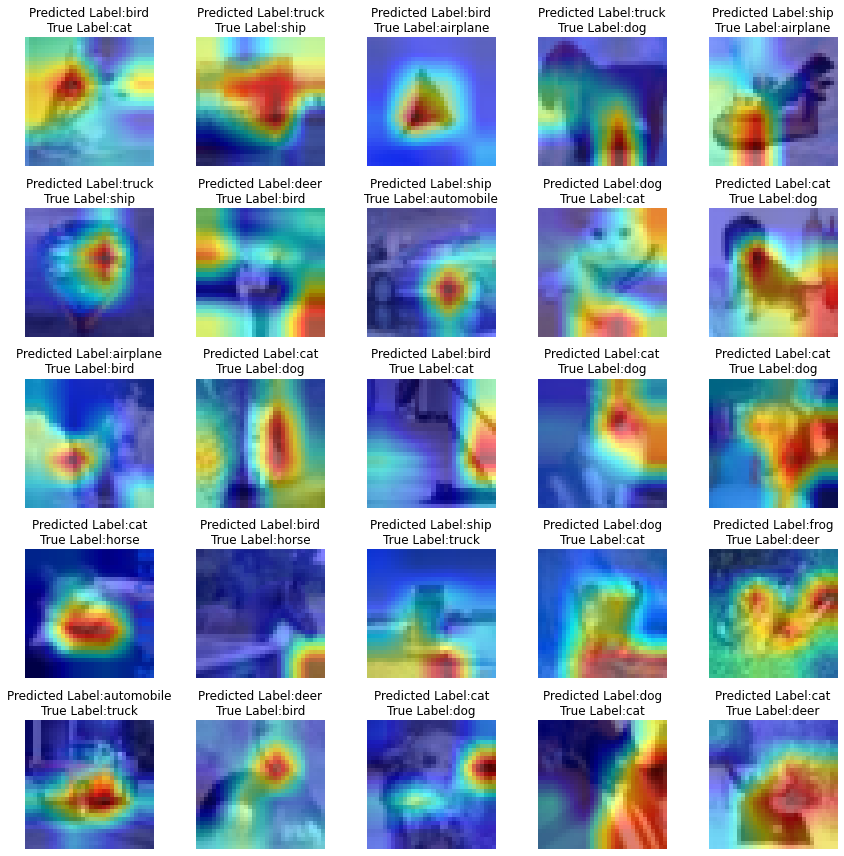 Predicted Label:bird
True Label:cat
Predicted Label:truck
True Label:ship
Predicted Label:bird
True Label:airplane
Predicted Label:truck
True Label:dog
Predicted Label:ship
True Label:airplane
Predicted Label:truck
True Label:ship
Predicted Label:deer
True Label:bird
Predicted Label:ship
True Label:automobile
Predicted Label:dog
True Label:cat
Predicted Label:cat
True Label:dog
Predicted Label:airplane
True Label:bird
Predicted Label:cat
True Label:dog
Predicted Label:bird
True Label:cat
Predicted Label:cat
True Label:dog
Predicted Label:cat
True Label:dog
Predicted Label:cat
True Label:horse
Predicted Label:bird
True Label:horse
Predicted Label:ship
True Label:truck
Predicted Label:dog
True Label:cat
Predicted Label:frog
True Label:deer
Predicted Label:automobile
True Label:truck
Predicted Label:deer
True Label:bird
Predicted Label:cat
True Label:dog
Predicted Label:dog
True Label:cat
Predicted Label:cat
True Label:deer